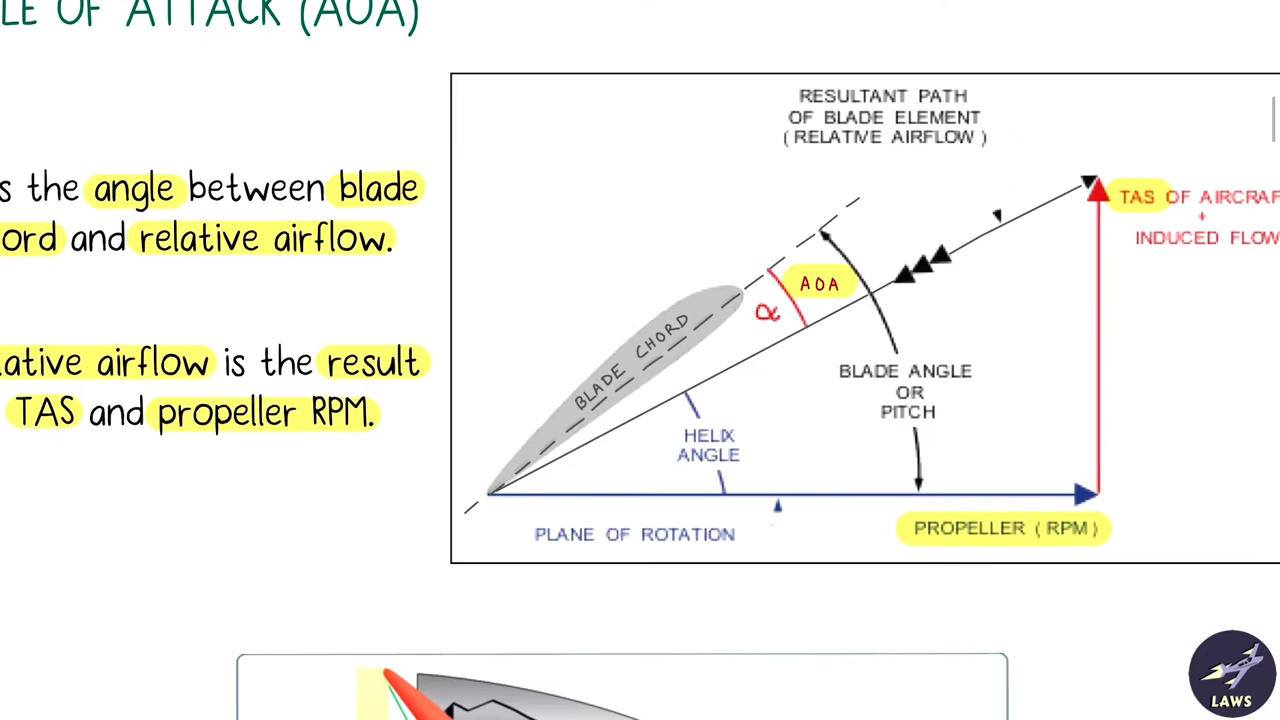 LE OF ATTACK (AOA)
s the angle between blade
ord and relative airflow.
lative airflow is the result
TAS and propeller RPM.
RESULTANT PATH
OF BLADE ELEMENT
( RELATIVE AIRFLOW )
TAS OF AIRCRAF
+
INDUCED FLOW
AOA
α
BLADE CHORD
BLADE ANGLE
OR
PITCH
HELIX
ANGLE
PLANE OF ROTATION
PROPELLER ( RPM )
LAWS